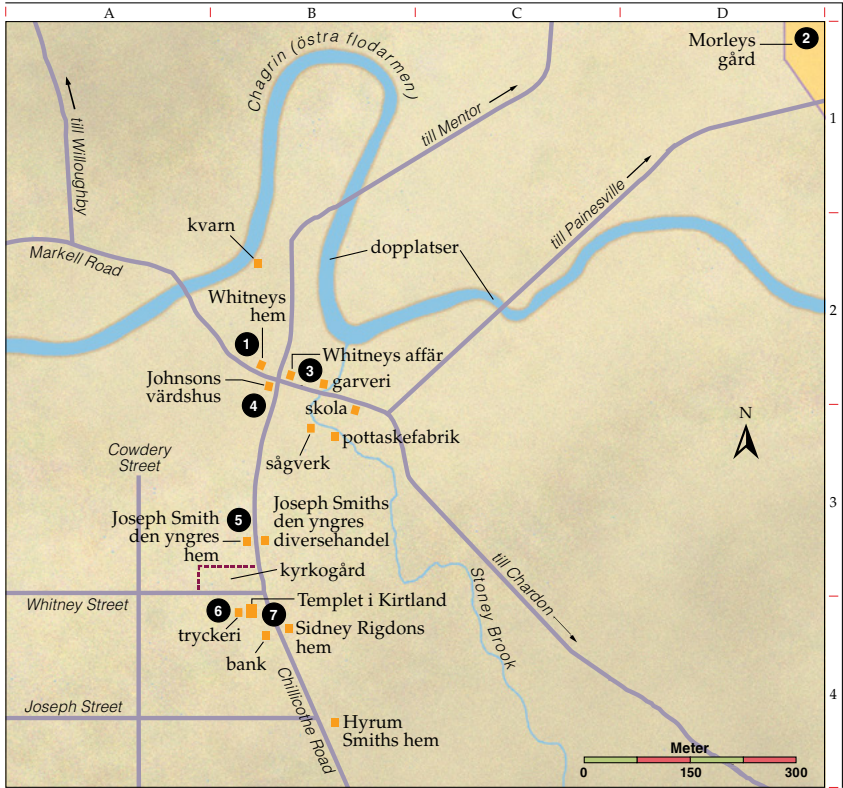 A
B
C
D
Chagrin (östra flodarmen)
Morleys
gård
2
till Mentor
1
till Willoughby
till Painesville
kvarn
dopplatser
Markell Road
Whitneys
hem
2
1
Whitneys affär
3
garveri
Johnsons
värdshus
4
skola
pottaskefabrik
sågverk
N
Cowdery
Street
3
Joseph Smith
den yngres
hem
5
Joseph Smiths
den yngres
diversehandel
kyrkogård
till Chardon
Stoney Brook
Whitney Street
Templet i Kirtland
6
7
tryckeri
Sidney Rigdons
hem
bank
Chillicothe Road
4
Joseph Street
Hyrum
Smiths hem
Meter
0
150
300